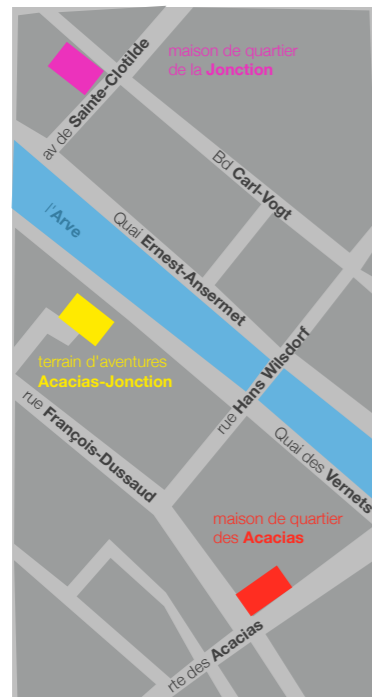 maison de quartier
de la Jonction
av de Sainte-Clotilde
Bd Carl-Vogt
l'Arve
Quai Ernest-Ansermet
terrain d'aventures
Acacias-Jonction
rue Hans Wilsdorf
rue François-Dussaud
Quai des Vernets
maison de quartier
des Acacias
rte des Acacias